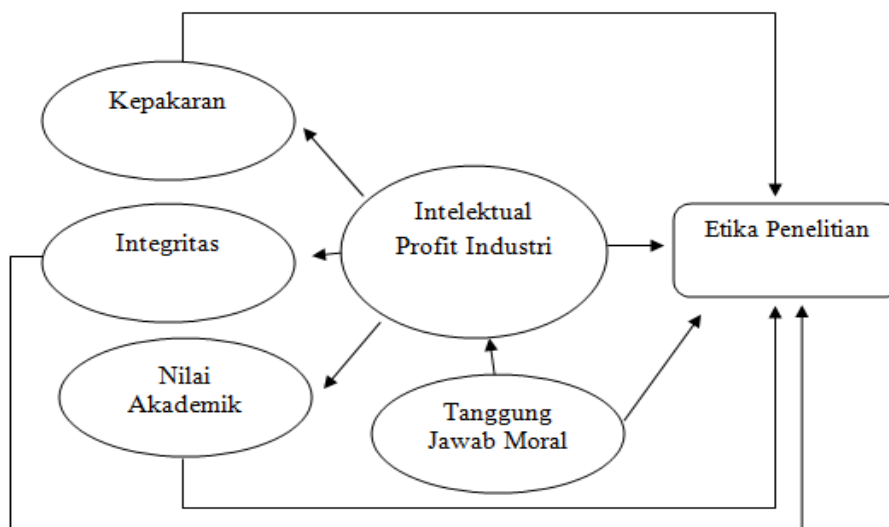 Kepakaran
Intelektual
Profit Industri
Etika Penelitian
Integritas
Nilai
Akademik
Tanggung
Jawab Moral